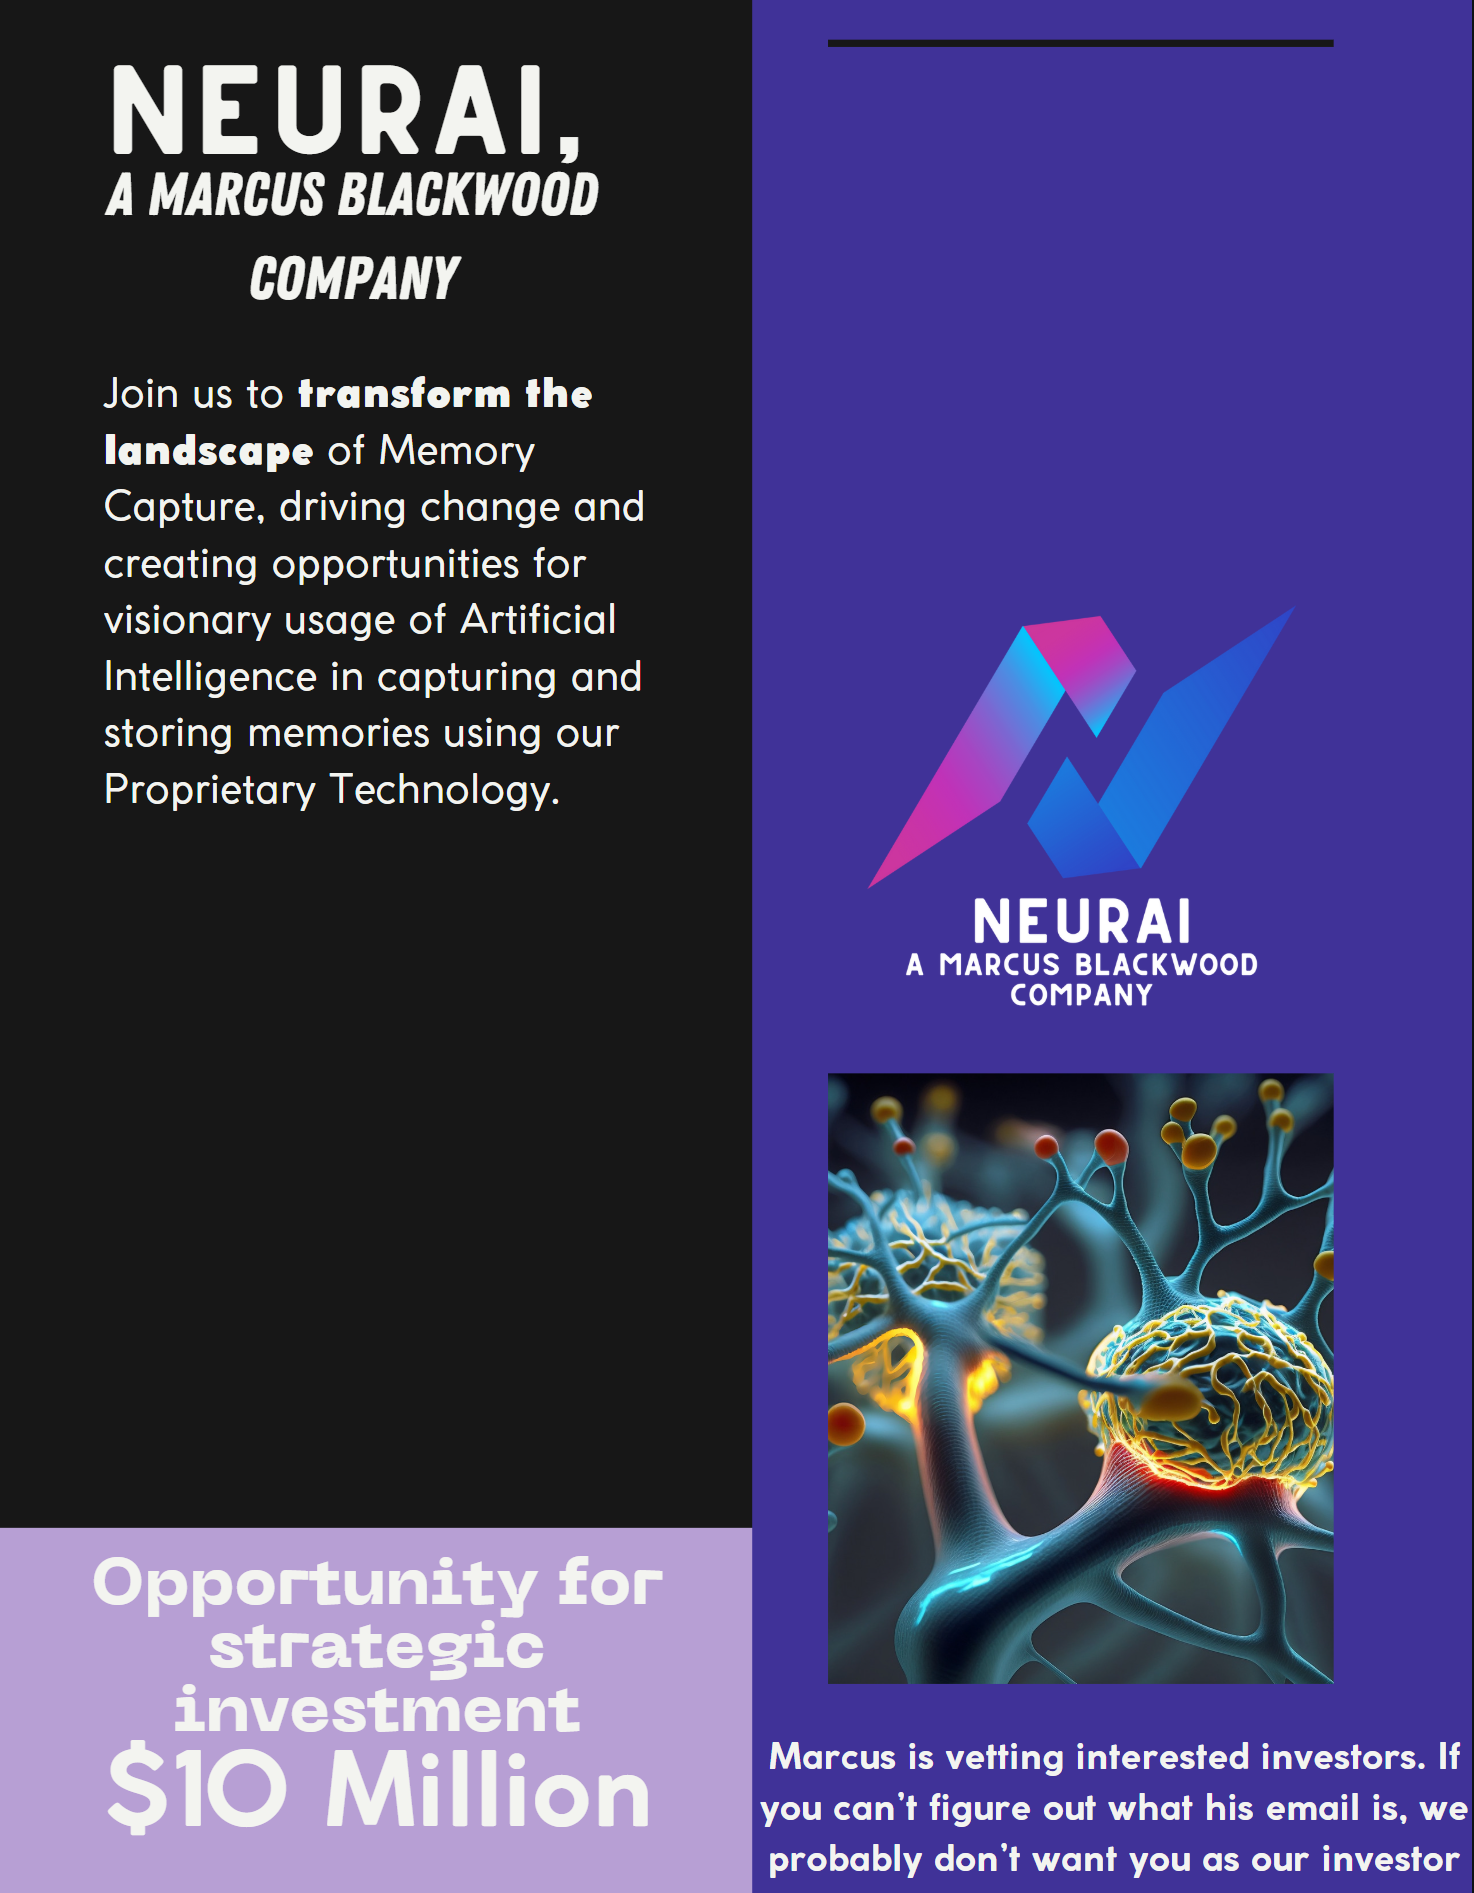 NEURAI,
A MARCUS BLACKWOOD
COMPANY
Join us to transform the
landscape of Memory
Capture, driving change and
creating opportunities for
visionary usage of Artificial
Intelligence in capturing and
storing memories using our
Proprietary Technology.
Opportunity for
strategic
investment
$10 Million
NEURAI
A MARCUS BLACKWOOD
COMPANY
Marcus is vetting interested investors. If
you can't figure out what his email is, we
probably don't want you as our investor